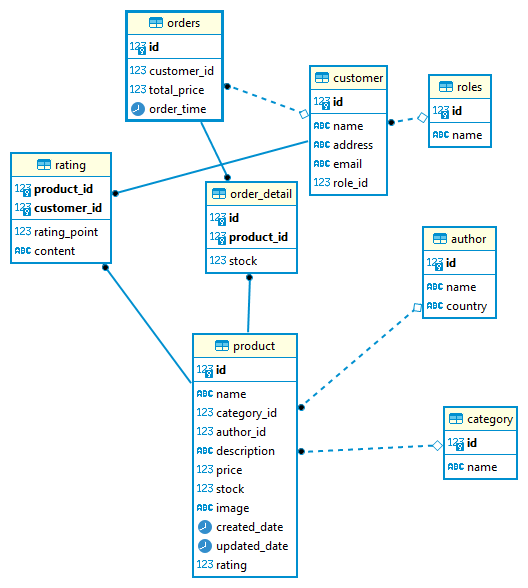 orders
123 id
123 customer_id
123 total_price
order_time
customer
123 id
ABC name
ABC address
ABC email
123 role_id
roles
123 id
ABC name
rating
123 product_id
123 customer_id
123 rating_point
ABC content
order_detail
123 id
123 product_id
123 stock
author
123 id
ABC name
ABC country
product
123 id
ABC name
123 category_id
123 author_id
ABC description
123 price
123 stock
ABC image
created_date
updated_date
123 rating
category
123 id
ABC name